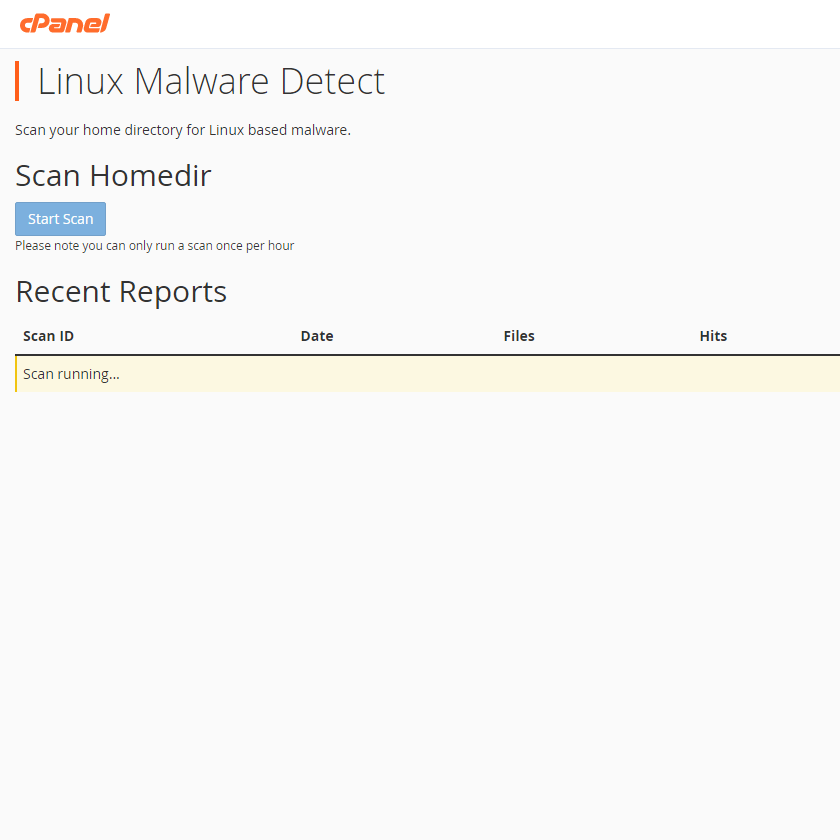 cPanel
Linux Malware Detect
Scan your home directory for Linux based malware.
Scan Homedir
Start Scan
Please note you can only run a scan once per hour
Recent Reports
Scan ID Date Files Hits
Scan running...